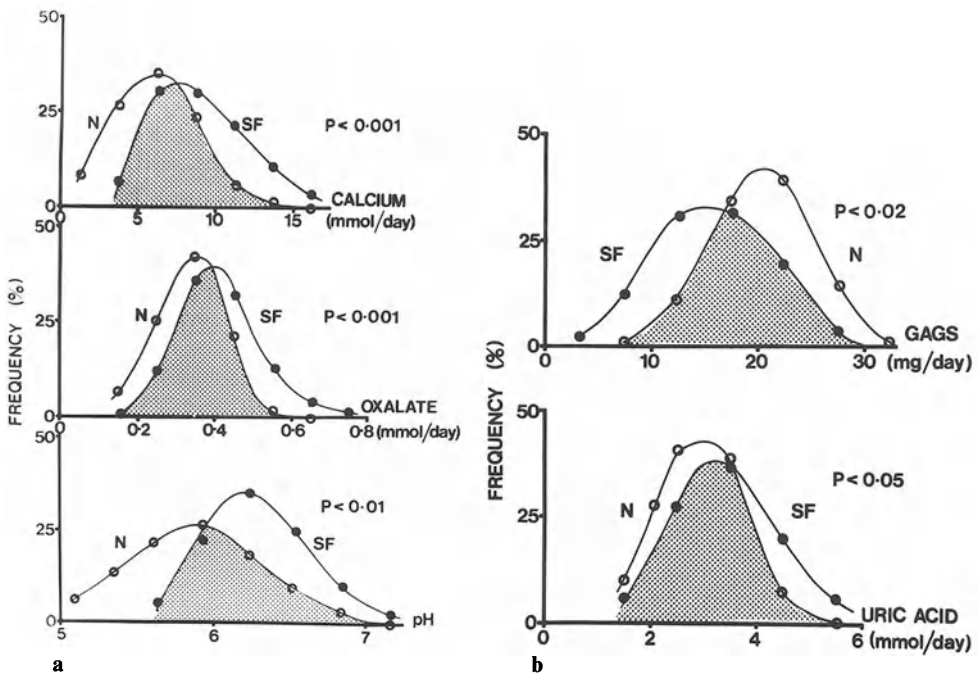 50
25
0
N
SF
P < 0·001
0 5 10 15
CALCIUM
(mmol/day)
50
25
0
N
SF
P < 0·001
0·2 0·4 0·6 0·8
OXALATE
(mmol/day)
50
25
0
N
SF
P < 0·01
5 6 7
pH
FREQUENCY (%)
a
50
25
0
SF
N
P < 0·02
0 10 20 30
GAGS
(mg/day)
50
25
0
N
SF
P < 0·05
0 2 4 6
URIC ACID
(mmol/day)
FREQUENCY (%)
b